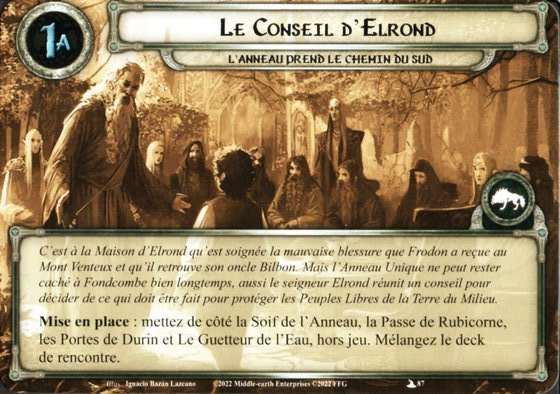 1A
Le Conseil d'Elrond
L'Anneau prend le chemin du sud
C'est à la Maison d'Elrond qu'est soignée la mauvaise blessure que Frodon a reçue au
Mont Venteux et qu'il retrouve son oncle Bilbon. Mais l'Anneau Unique ne peut rester
caché à Fondcombe bien longtemps, aussi le seigneur Elrond réunit un conseil pour
décider de ce qui doit être fait pour protéger les Peuples Libres de la Terre du Milieu.
Mise en place : mettez de côté la Soif de l'Anneau, la Passe de Rubicorne,
les Portes de Durin et Le Guetteur de l'Eau, hors jeu. Mélangez le deck
de rencontre.
Illus. Ignacio Bazán Lazcano ©2022 Middle-earth Enterprises ©2022 FFG 87